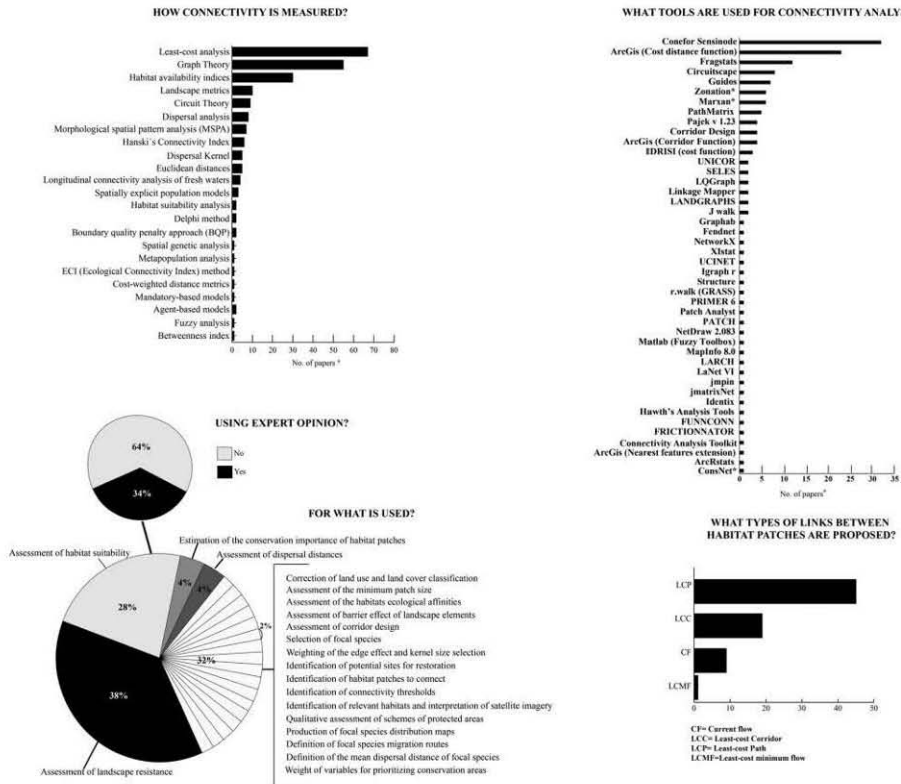 HOW CONNECTIVITY IS MEASURED?
Least-cost analysis
Graph Theory
Habitat availability indices
Landscape metrics
Circuit Theory
Dispersal analysis
Morphological spatial pattern analysis (MSPA)
Hanski´s Connectivity Index
Dispersal Kernel
Euclidean distances
Longitudinal connectivity analysis of fresh waters
Spatially explicit population models
Habitat suitability analysis
Delphi method
Boundary quality penalty approach (BQP)
Spatial genetic analysis
Metapopulation analysis
ECI (Ecological Connectivity Index) method
Cost-weighted distance metrics
Mandatory-based models
Agent-based models
Fuzzy analysis
Betweenness index
0 10 20 30 40 50 60 70 80
No. of papers a
WHAT TOOLS ARE USED FOR CONNECTIVITY ANALY
Conefor Sensinode
ArcGis (Cost distance function)
Fragstats
Circuitscape
Guidos
Zonation*
Marxan*
PathMatrix
Pajek v 1.23
Corridor Design
ArcGis (Corridor Function)
IDRISI (cost function)
UNICOR
SELES
LQGraph
Linkage Mapper
LANDGRAPHS
J walk
Graphab
Fendnet
NetworkX
Xlstat
UCINET
Igraph r
Structure
r.walk (GRASS)
PRIMER 6
Patch Analyst
PATCH
NetDraw 2.083
Matlab (Fuzzy Toolbox)
MapInfo 8.0
LARCH
LaNet VI
jmpin
jmatrixNet
Identix
Hawth's Analysis Tools
FUNNCONN
FRICTIONNATOR
Connectivity Analysis Toolkit
ArcGis (Nearest features extension)
ArcRstats
ConsNet*
0 5 10 15 20 25 30 35
No. of papers a
USING EXPERT OPINION?
No
Yes
64%
34%
FOR WHAT IS USED?
Assessment of habitat suitability
Estimation of the conservation importance of habitat patches
Assessment of dispersal distances
28%
4%
4%
2%
32%
38%
Assessment of landscape resistance
Correction of land use and land cover classification
Assessment of the minimum patch size
Assessment of the habitats ecological affinities
Assessment of barrier effect of landscape elements
Assessment of corridor design
Selection of focal species
Weighting of the edge effect and kernel size selection
Identification of potential sites for restoration
Identification of habitat patches to connect
Identification of connectivity thresholds
Identification of relevant habitats and interpretation of satellite imagery
Qualitative assessment of schemes of protected areas
Production of focal species distribution maps
Definition of focal species migration routes
Definition of the mean dispersal distance of focal species
Weight of variables for prioritizing conservation areas
WHAT TYPES OF LINKS BETWEEN
HABITAT PATCHES ARE PROPOSED?
LCP
LCC
CF
LCMF
0 10 20 30 40 50
CF= Current flow
LCC= Least-cost Corridor
LCP= Least-cost Path
LCMF=Least-cost minimum flow